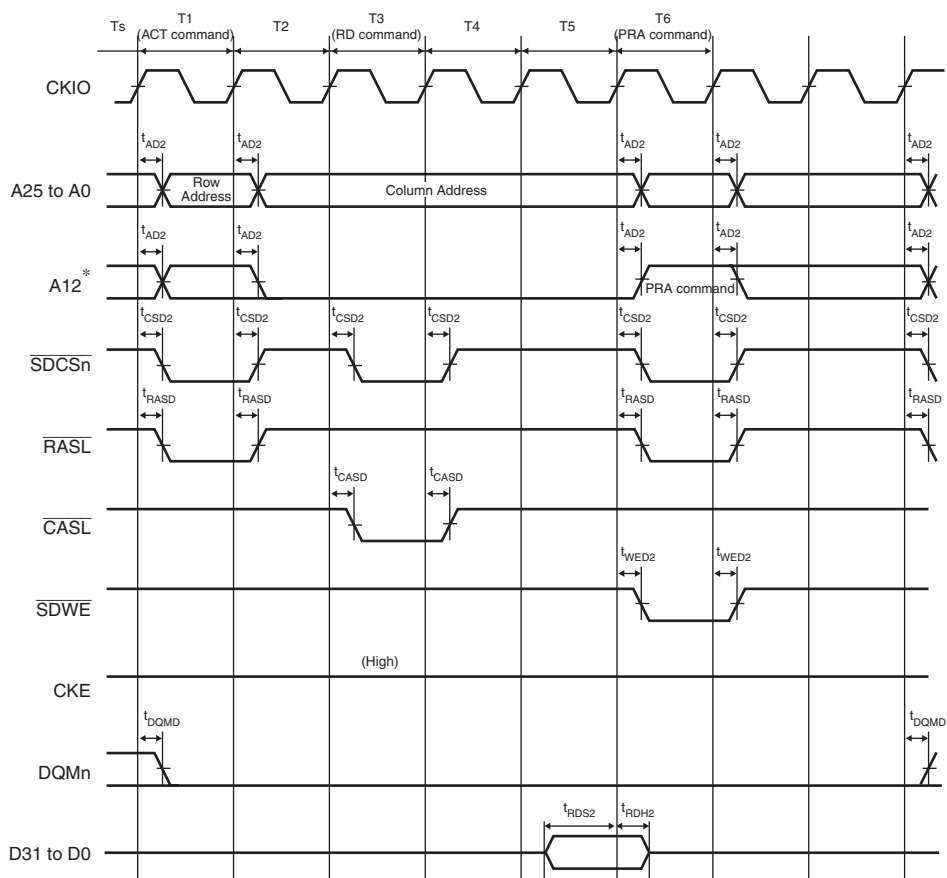 Ts T1 T2 T3 T4 T5 T6
(ACT command) (RD command) (PRA command)
CKIO
tAD2 tAD2 tAD2 tAD2 tAD2
A25 to A0 Row Address Column Address
tAD2 tAD2 tAD2 tAD2 tAD2
A12* PRA command
tCSD2 tCSD2 tCSD2 tCSD2 tCSD2 tCSD2 tCSD2
SDCSn
tRASD tRASD tRASD tRASD tRASD
RASL
tCASD tCASD
CASL
tWED2 tWED2
SDWE
(High)
CKE
tDQMD tDQMD
DQMn
tRDS2 tRDH2
D31 to D0